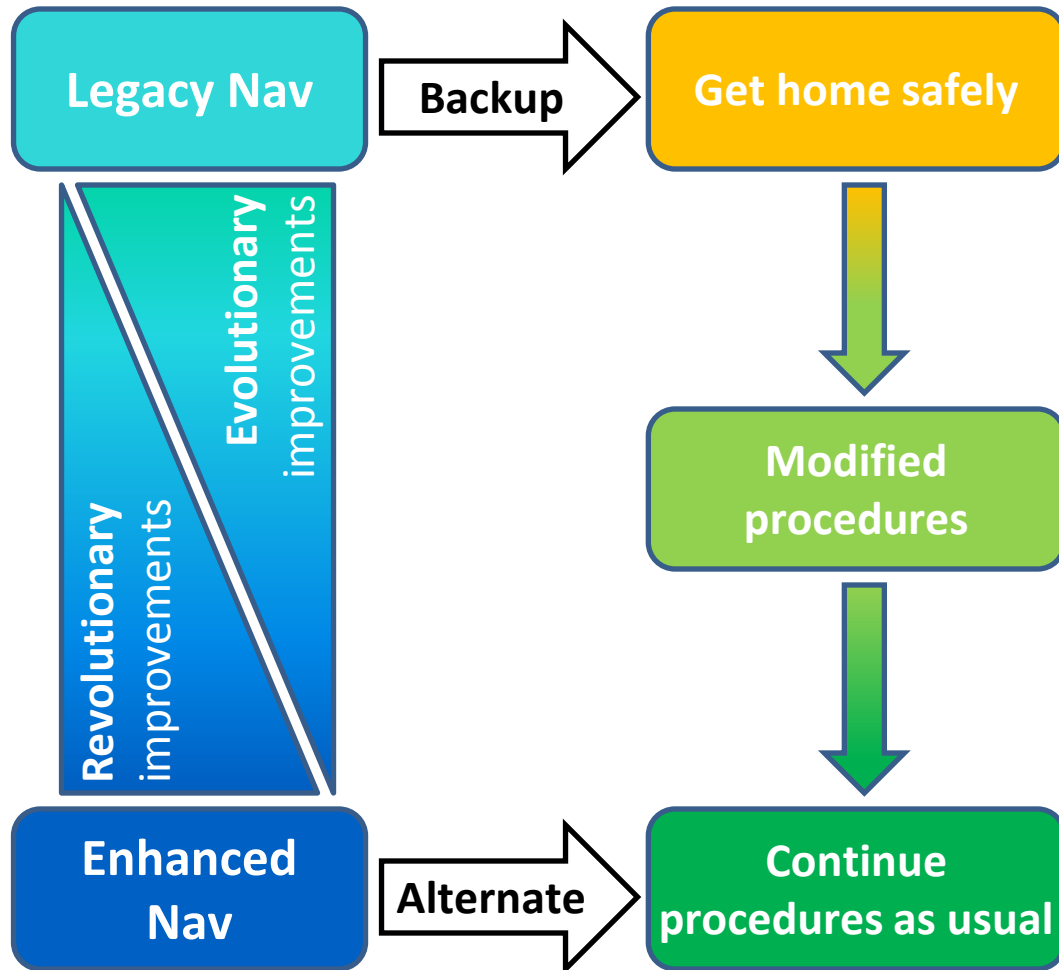 Legacy Nav
Backup
Get home safely
Evolutionary
improvements
Revolutionary
improvements
Modified
procedures
Enhanced
Nav
Alternate
Continue
procedures as usual